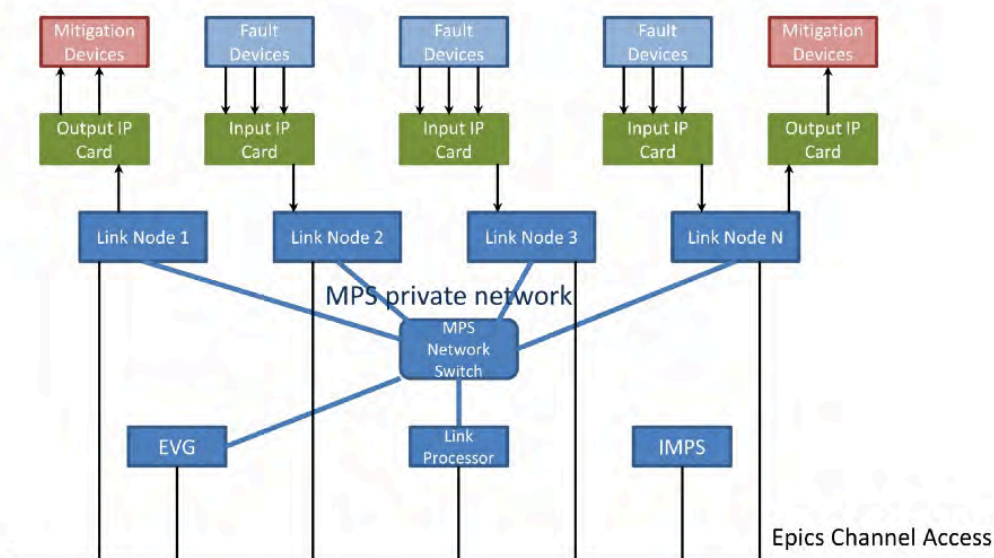 Mitigation
Devices
Fault
Devices
Fault
Devices
Fault
Devices
Mitigation
Devices
Output IP
Card
Input IP
Card
Input IP
Card
Input IP
Card
Output IP
Card
Link Node 1
Link Node 2
Link Node 3
Link Node N
MPS private network
MPS
Network
Switch
EVG
Link
Processor
IMPS
Epics Channel Access